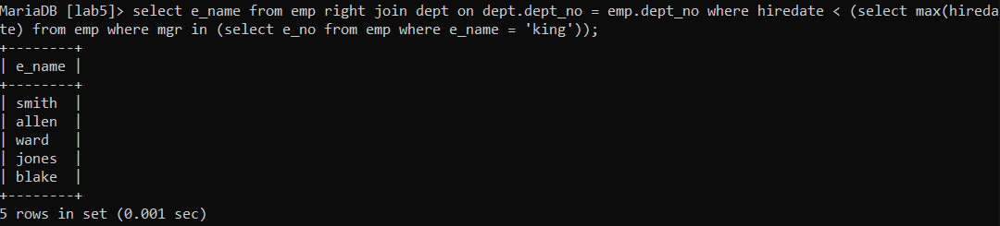 MariaDB [lab5]> select e_name from emp right join dept on dept.dept_no = emp.dept_no where hiredate < (select max(hireda
te) from emp where mgr in (select e_no from emp where e_name = 'king'));
+--------+
| e_name |
+--------+
| smith  |
| allen  |
| ward   |
| jones  |
| blake  |
+--------+
5 rows in set (0.001 sec)